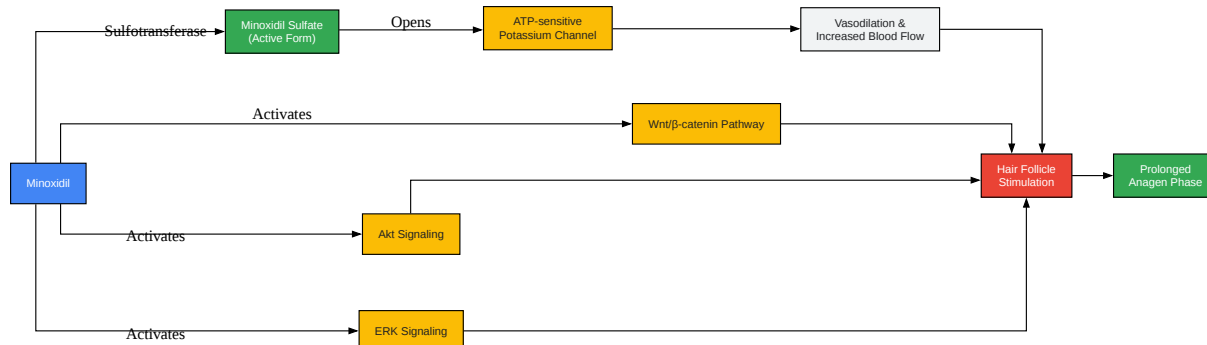 Sulfotransferase
Minoxidil Sulfate
(Active Form)
Opens
ATP-sensitive
Potassium Channel
Vasodilation &
Increased Blood Flow
Activates
Wnt/β-catenin Pathway
Minoxidil
Hair Follicle
Stimulation
Prolonged
Anagen Phase
Activates
Akt Signaling
Activates
ERK Signaling